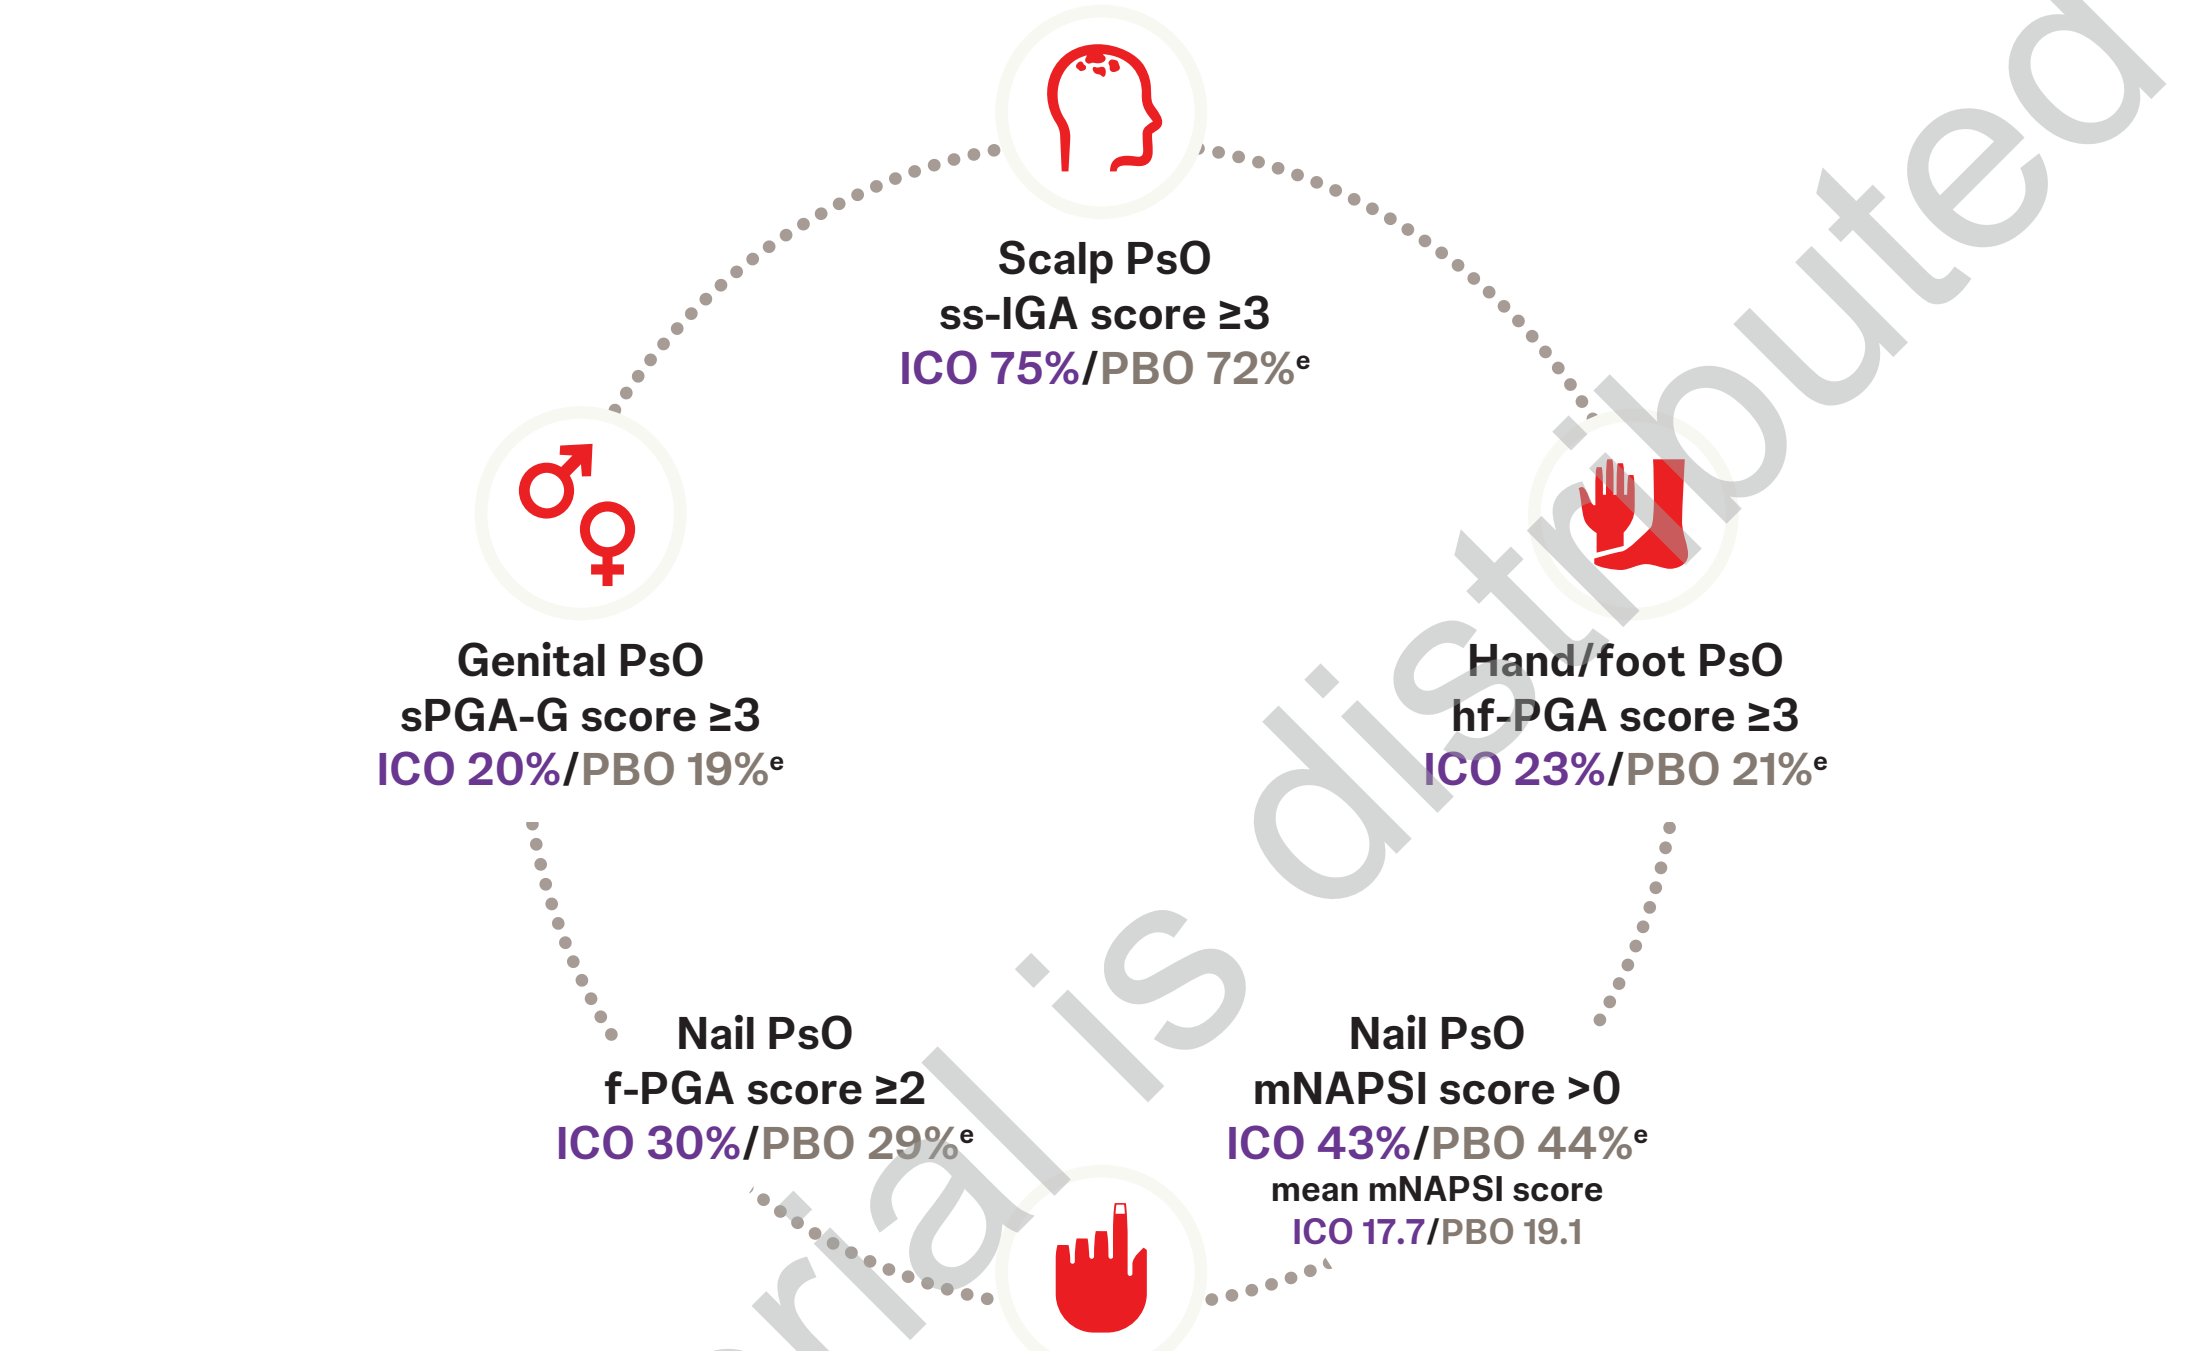 Scalp PsO
ss-IGA score ≥3
ICO 75%/PBO 72%ᵉ
Genital PsO
sPGA-G score ≥3
ICO 20%/PBO 19%ᵉ
Hand/foot PsO
hf-PGA score ≥3
ICO 23%/PBO 21%ᵉ
Nail PsO
f-PGA score ≥2
ICO 30%/PBO 29%ᵉ
Nail PsO
mNAPSI score >0
ICO 43%/PBO 44%ᵉ
mean mNAPSI score
ICO 17.7/PBO 19.1
is distributed